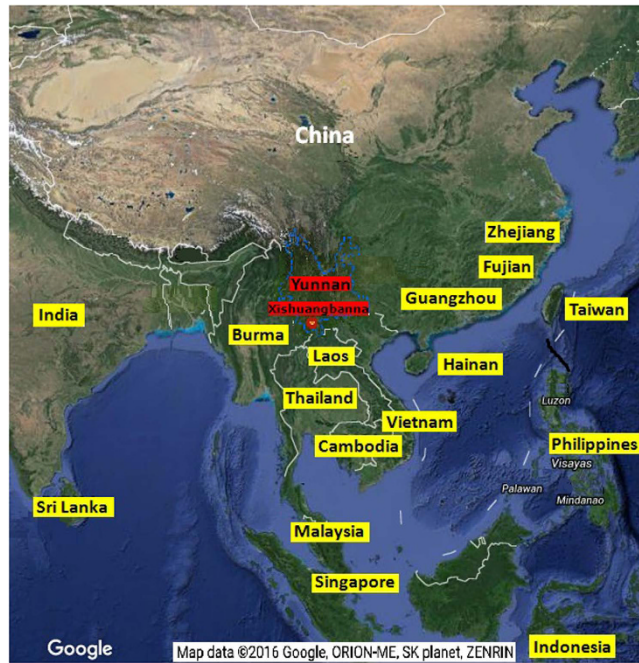 China
Zhejiang
Fujian
Yunnan
Guangzhou
Xishuangbanna
Taiwan
India
Burma
Laos
Hainan
Thailand
Luzon
Vietnam
Cambodia
Philippines
Visayas
Palawan
Mindanao
Sri Lanka
Malaysia
Singapore
Indonesia
Google
Map data ©2016 Google, ORION-ME, SK planet, ZENRIN